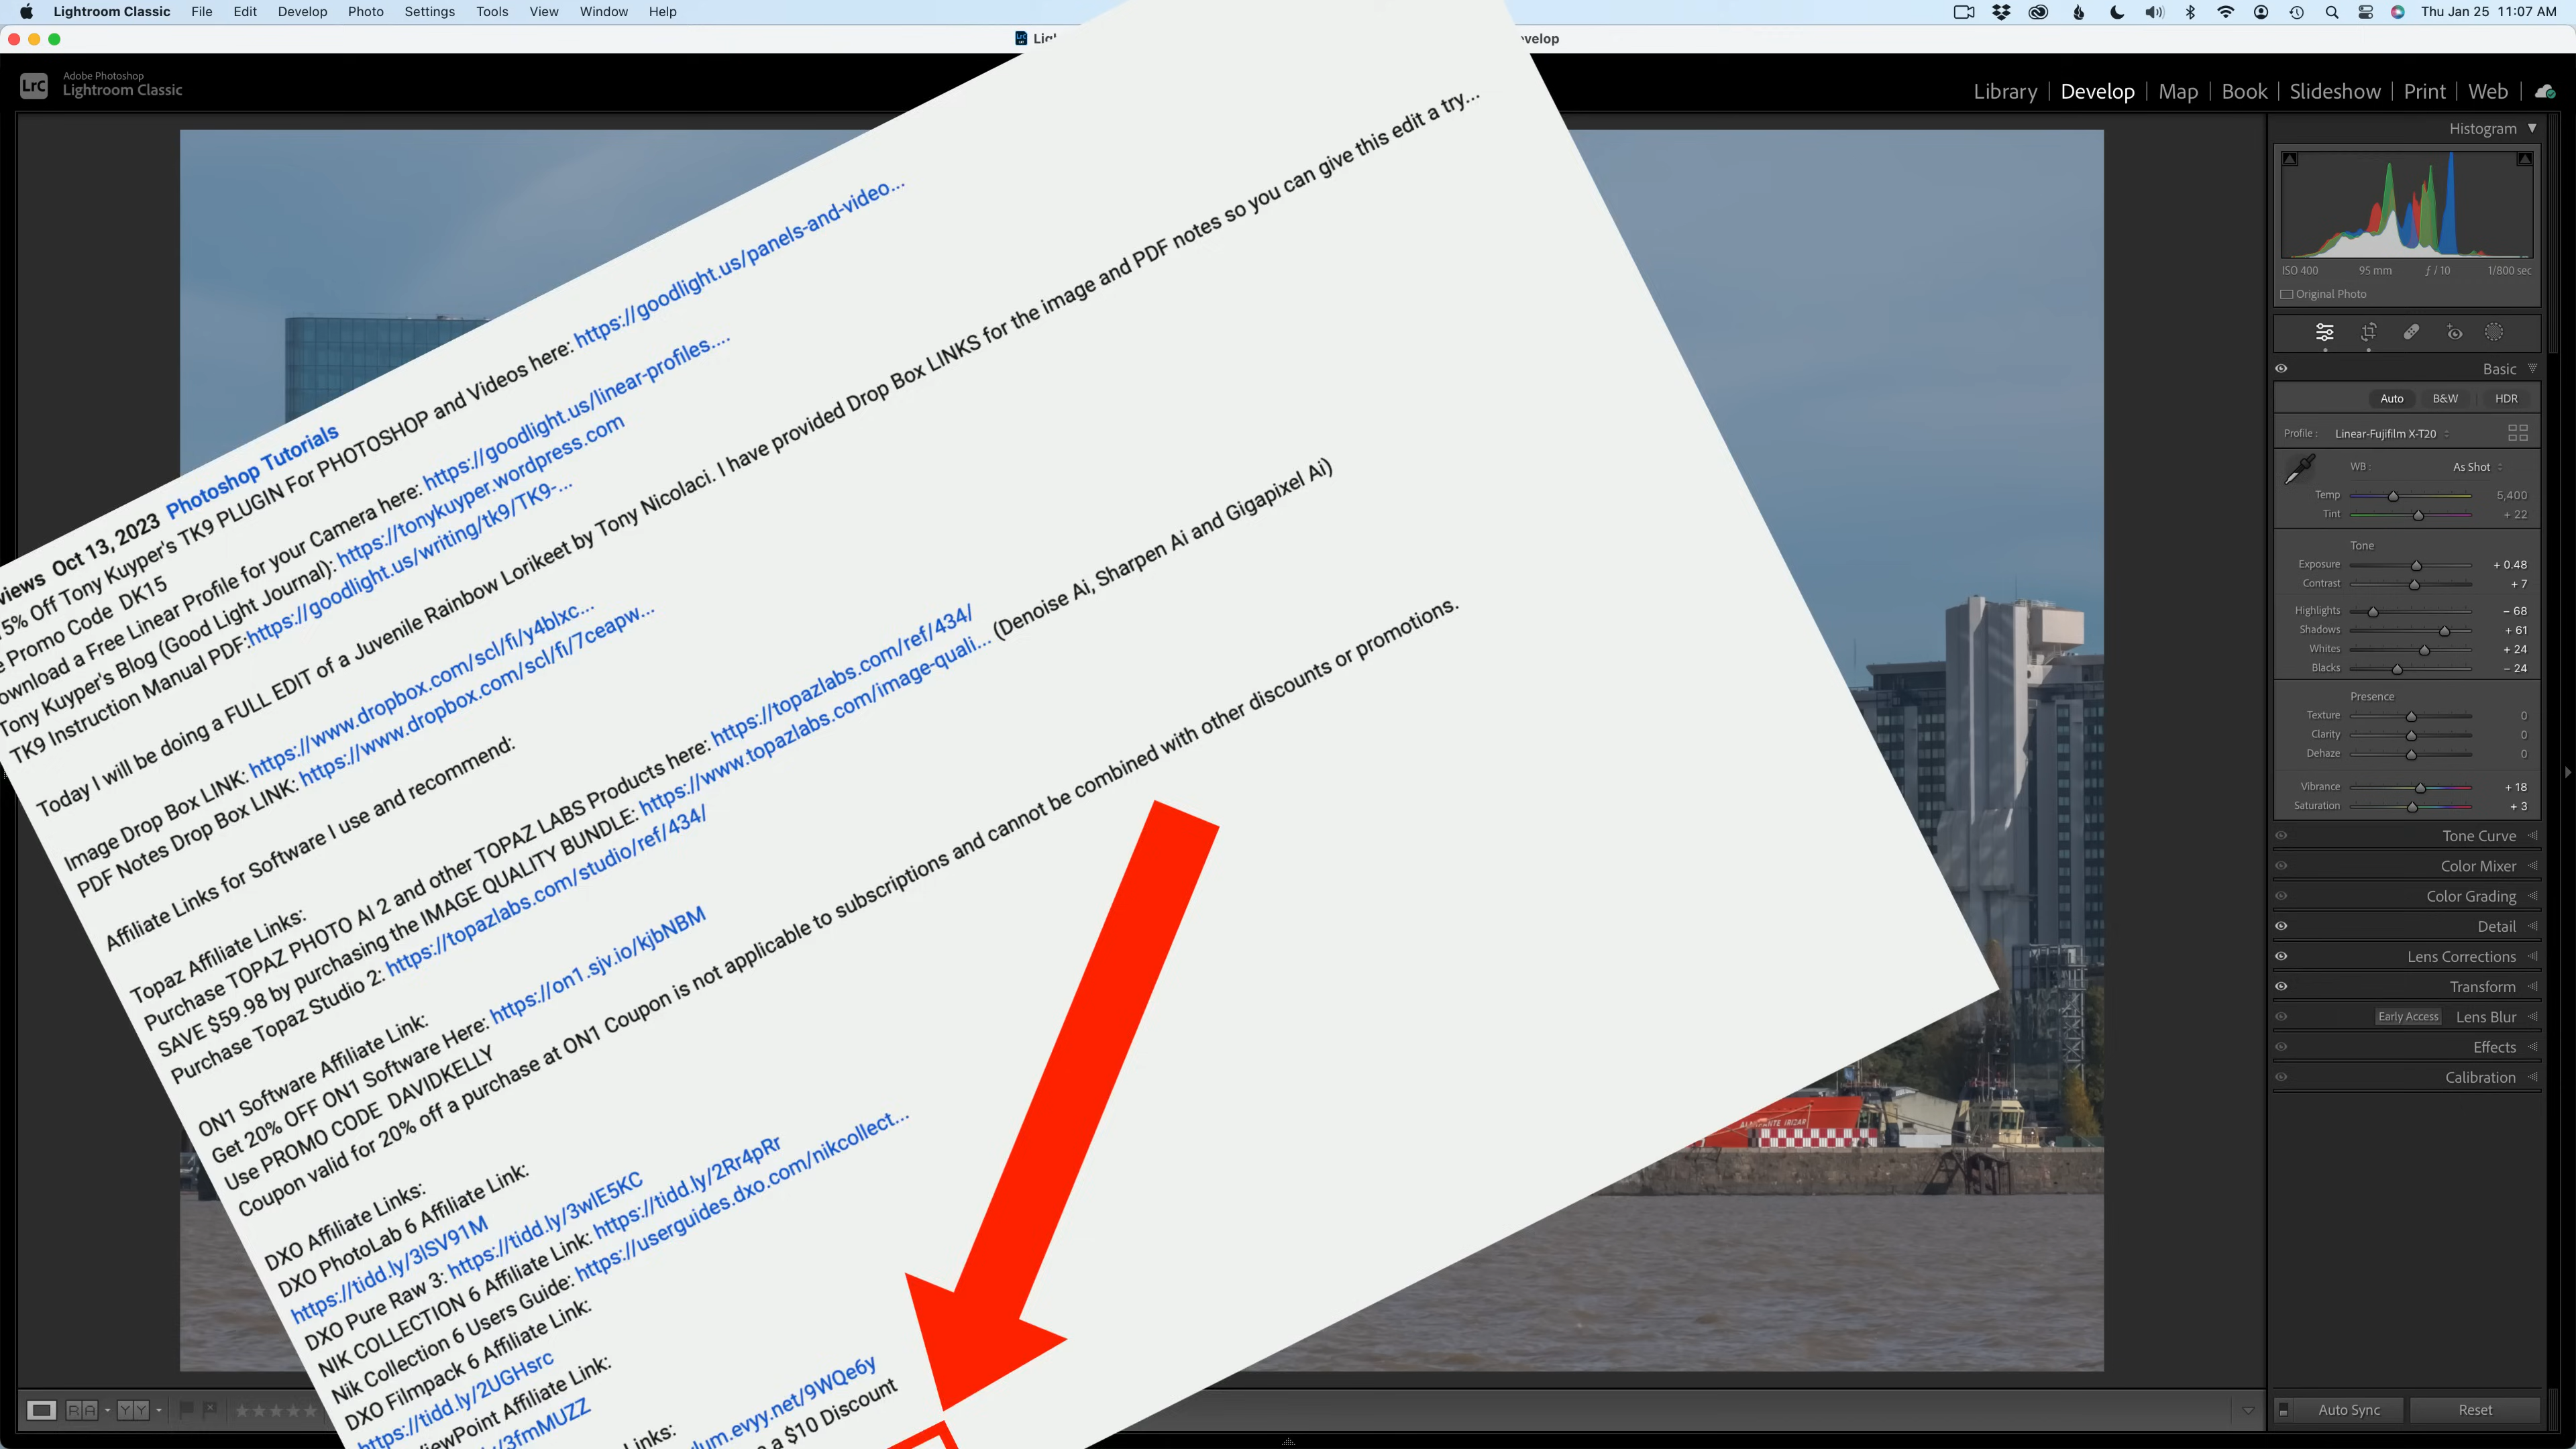 Lightroom Classic File Edit Develop Photo Settings Tools View Window Help
Thu Jan 25 11:07 AM
LrC
Adobe Photoshop
Lightroom Classic
Library | Develop | Map | Book | Slideshow | Print | Web
Oct 13, 2023 Photoshop Tutorials
Off Tony Kuyper's TK9 PLUGIN For PHOTOSHOP and Videos here: https://goodlight.us/panels-and-video...
Promo Code DK15
a Free Linear Profile for your Camera here: https://goodlight.us/linear-profiles....
Tony Kuyper's Blog (Good Light Journal): https://tonykuyper.wordpress.com
TK9 Instruction Manual PDF:https://goodlight.us/writing/tk9/TK9-...
Today I will be doing a FULL EDIT of a Juvenile Rainbow Lorikeet by Tony Nicolaci. I have provided Drop Box LINKS for the image and PDF notes so you can give this edit a try...
Image Drop Box LINK: https://www.dropbox.com/scl/fi/y4blxc...
PDF Notes Drop Box LINK: https://www.dropbox.com/scl/fi/7ceapw...
Affiliate Links for Software I use and recommend:
Topaz Affiliate Links:
Purchase TOPAZ PHOTO AI 2 and other TOPAZ LABS Products here: https://topazlabs.com/ref/434/
SAVE $59.98 by purchasing the IMAGE QUALITY BUNDLE: https://www.topazlabs.com/image-quali... (Denoise Ai, Sharpen Ai and Gigapixel Ai)
Purchase Topaz Studio 2: https://topazlabs.com/studio/ref/434/
ON1 Software Affiliate Link:
Get 20% OFF ON1 Software Here: https://on1.sjv.io/kjbNBM
Use PROMO CODE DAVIDKELLY
Coupon valid for 20% off a purchase at ON1 Coupon is not applicable to subscriptions and cannot be combined with other discounts or promotions.
DXO Affiliate Links:
DXO PhotoLab 6 Affiliate Link:
https://tidd.ly/3lSV91M
DXO Pure Raw 3: https://tidd.ly/3wlE5KC
NIK COLLECTION 6 Affiliate Link: https://tidd.ly/2Rr4pRr
Nik Collection 6 Users Guide: https://userguides.dxo.com/nikcollect...
DXO Filmpack 6 Affiliate Link:
https://tidd.ly/2UGHsrc
Affiliate Link:
/3fmMUZZ
Links:
.evyy.net/9WQe6y
a $10 Discount
ALMIRANTE IRIZAR
Histogram
ISO 400 95 mm ƒ / 10 1/800 sec
Original Photo
Basic
Auto B&W | HDR
Profile : Linear-Fujifilm X-T20
WB : As Shot
Temp 5,400
Tint + 22
Tone
Exposure + 0.48
Contrast + 7
Highlights − 68
Shadows + 61
Whites + 24
Blacks − 24
Presence
Texture 0
Clarity 0
Dehaze 0
Vibrance + 18
Saturation + 3
Tone Curve
Color Mixer
Color Grading
Detail
Lens Corrections
Transform
Early Access Lens Blur
Effects
Calibration
RA YY
Auto Sync Reset